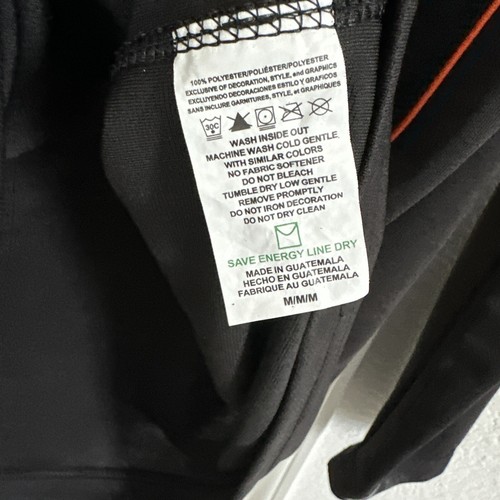 100% POLYESTER/POLIÉSTER/POLYESTER
EXCLUSIVE OF DECORATION, STYLE, and GRAPHICS
EXCLUYENDO DECORACIONES ESTILO Y GRAFICOS
SANS INCLURE GARNITURES, STYLE, et GRAPHIQUES
30C
WASH INSIDE OUT
MACHINE WASH COLD GENTLE
WITH SIMILAR COLORS
NO FABRIC SOFTENER
DO NOT BLEACH
TUMBLE DRY LOW GENTLE
REMOVE PROMPTLY
DO NOT IRON DECORATION
DO NOT DRY CLEAN
SAVE ENERGY LINE DRY
MADE IN GUATEMALA
HECHO EN GUATEMALA
FABRIQUE AU GUATEMALA
M/M/M